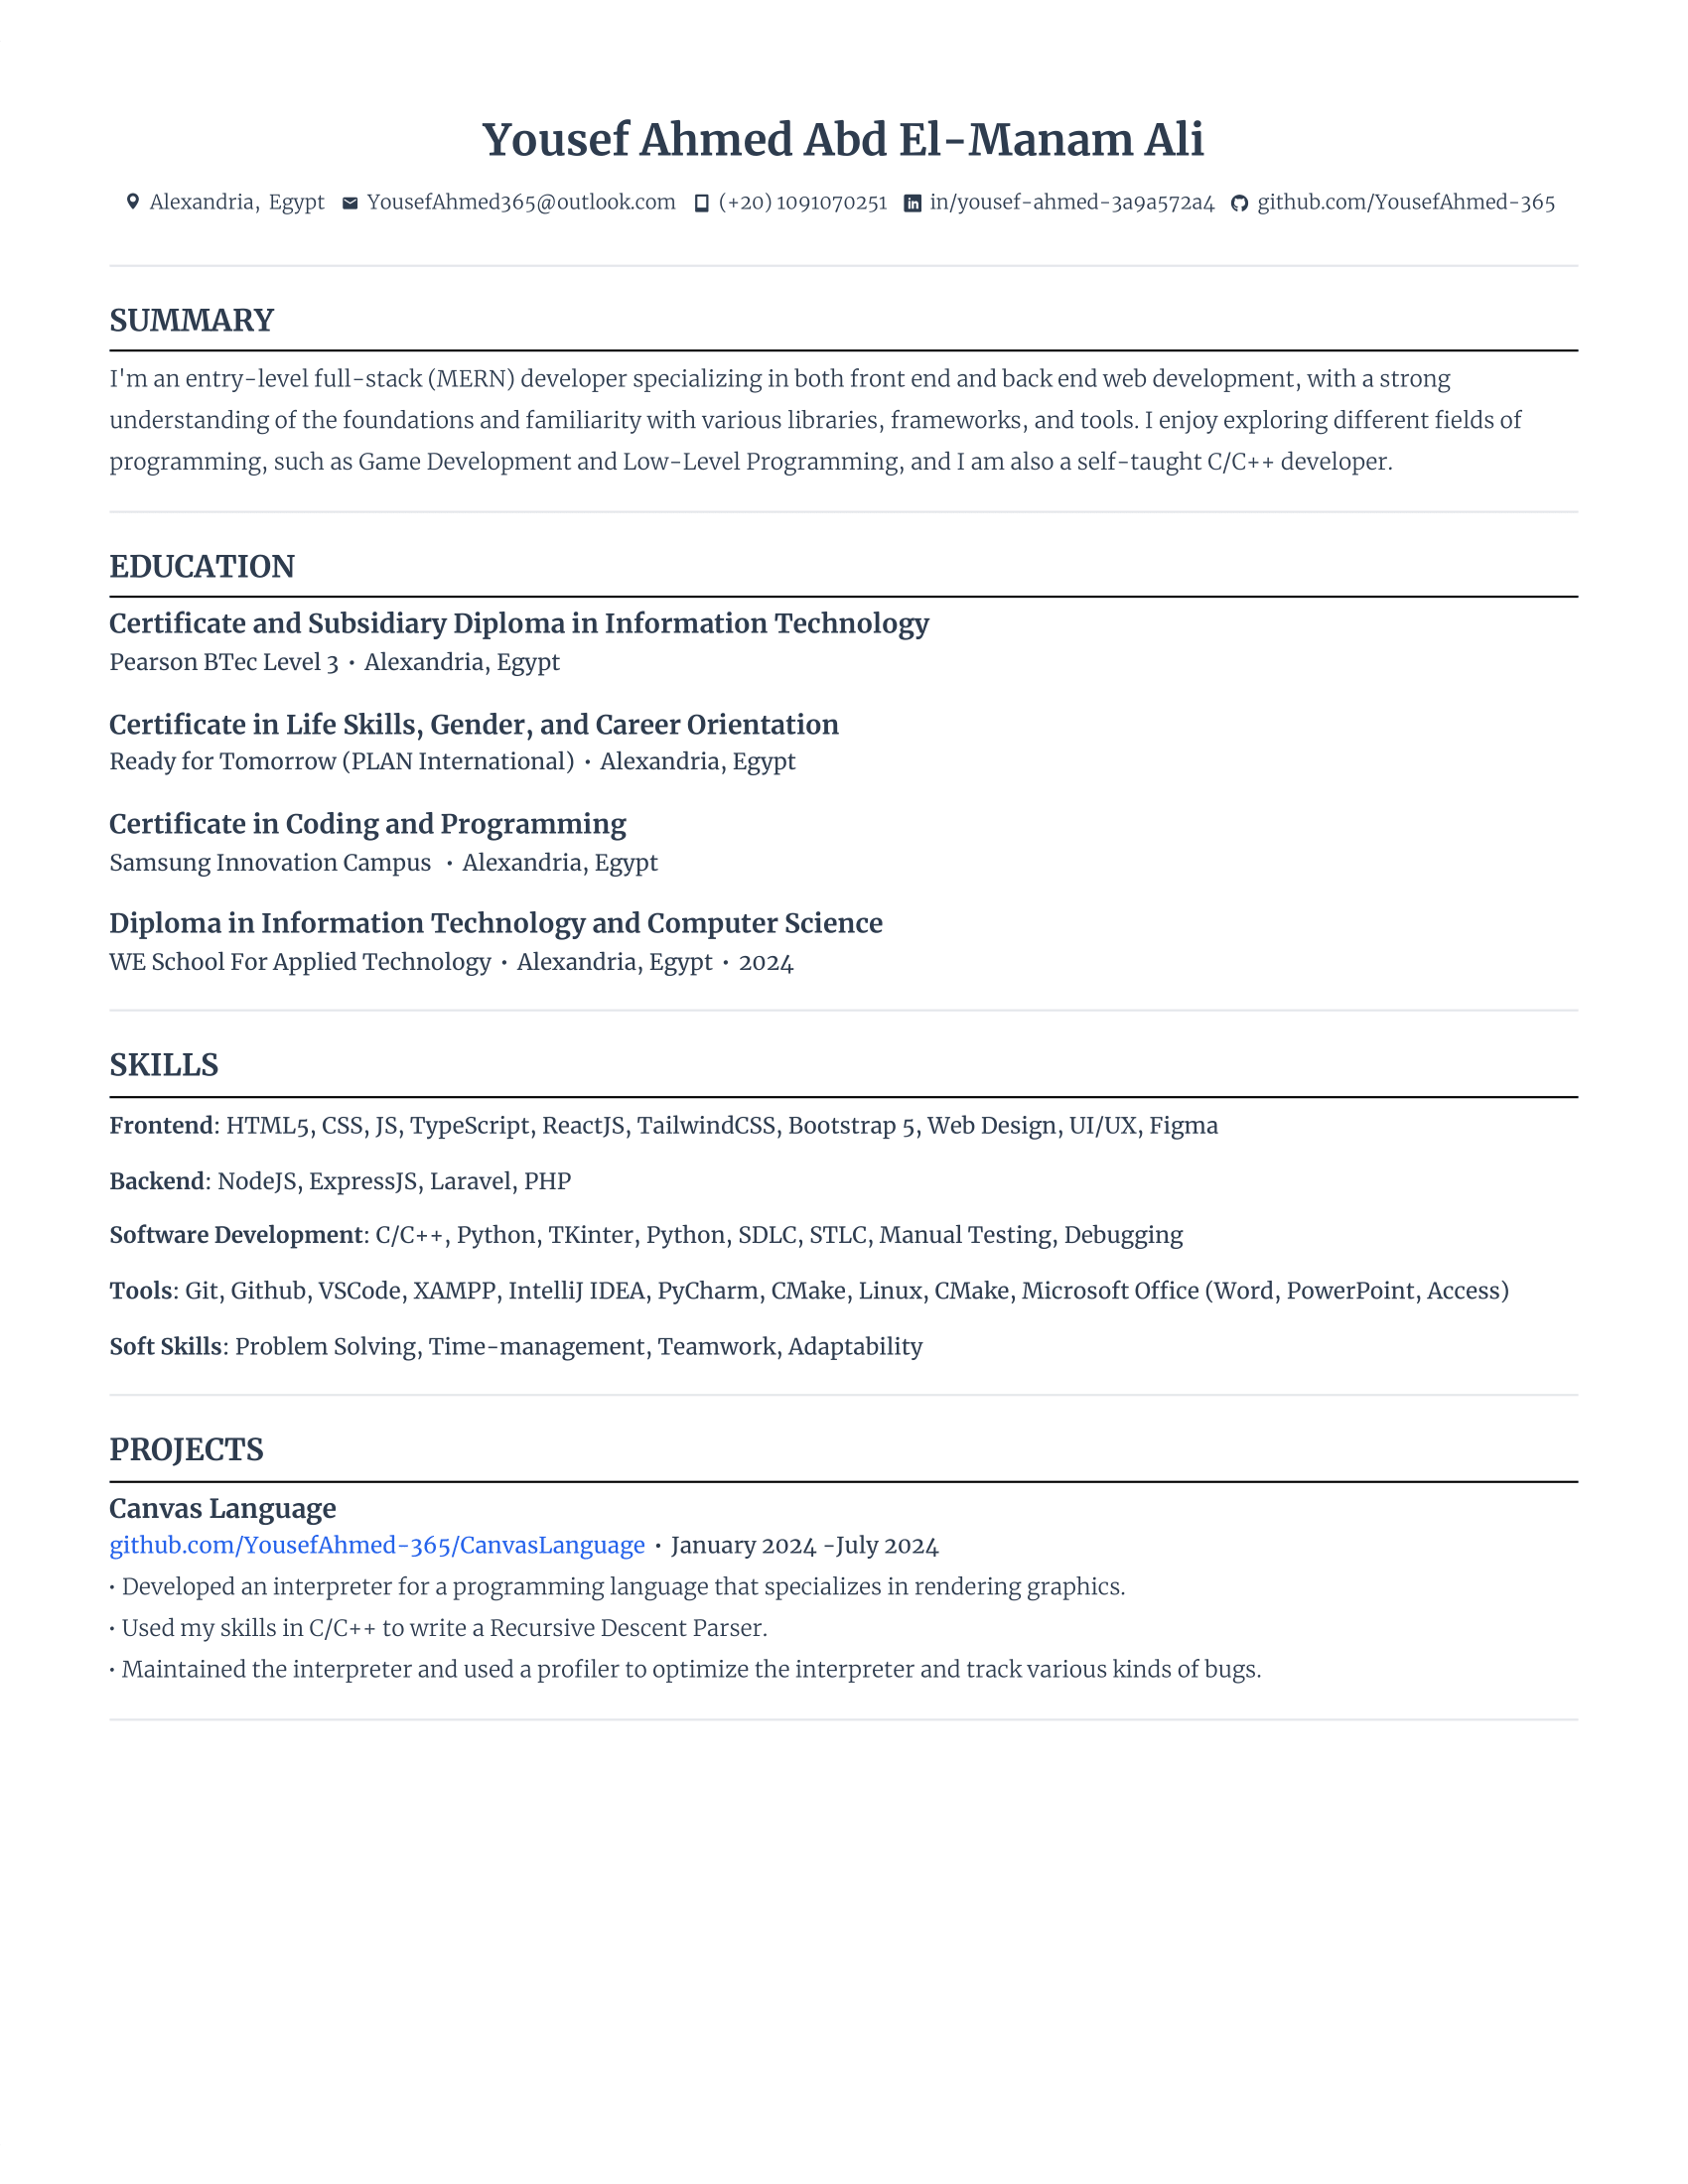 Yousef Ahmed Abd El-Manam Ali
Alexandria, Egypt YousefAhmed365@outlook.com (+20) 1091070251 in/yousef-ahmed-3a9a572a4 github.com/YousefAhmed-365
SUMMARY
I'm an entry-level full-stack (MERN) developer specializing in both front end and back end web development, with a strong
understanding of the foundations and familiarity with various libraries, frameworks, and tools. I enjoy exploring different fields of
programming, such as Game Development and Low-Level Programming, and I am also a self-taught C/C++ developer.
EDUCATION
Certificate and Subsidiary Diploma in Information Technology
Pearson BTec Level 3 • Alexandria, Egypt
Certificate in Life Skills, Gender, and Career Orientation
Ready for Tomorrow (PLAN International) • Alexandria, Egypt
Certificate in Coding and Programming
Samsung Innovation Campus • Alexandria, Egypt
Diploma in Information Technology and Computer Science
WE School For Applied Technology • Alexandria, Egypt • 2024
SKILLS
Frontend: HTML5, CSS, JS, TypeScript, ReactJS, TailwindCSS, Bootstrap 5, Web Design, UI/UX, Figma
Backend: NodeJS, ExpressJS, Laravel, PHP
Software Development: C/C++, Python, TKinter, Python, SDLC, STLC, Manual Testing, Debugging
Tools: Git, Github, VSCode, XAMPP, IntelliJ IDEA, PyCharm, CMake, Linux, CMake, Microsoft Office (Word, PowerPoint, Access)
Soft Skills: Problem Solving, Time-management, Teamwork, Adaptability
PROJECTS
Canvas Language
github.com/YousefAhmed-365/CanvasLanguage • January 2024 -July 2024
• Developed an interpreter for a programming language that specializes in rendering graphics.
• Used my skills in C/C++ to write a Recursive Descent Parser.
• Maintained the interpreter and used a profiler to optimize the interpreter and track various kinds of bugs.